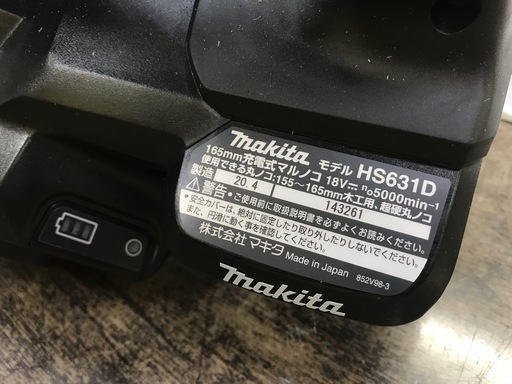 makita モデル HS631D
165mm充電式マルノコ 18V⎓ n₀5000min⁻¹
使用できる丸ノコ:155～165mm木工用、超硬丸ノコ
製造 20.4 143261
⚠警告・ご使用前に取扱説明書を必ずよくお読みください。
・安全カバーは、絶対に固定したり取り外したりしないでください。
また、円滑に動く事を確認してください。
株式会社マキタ Made in Japan 852V98-3
makita